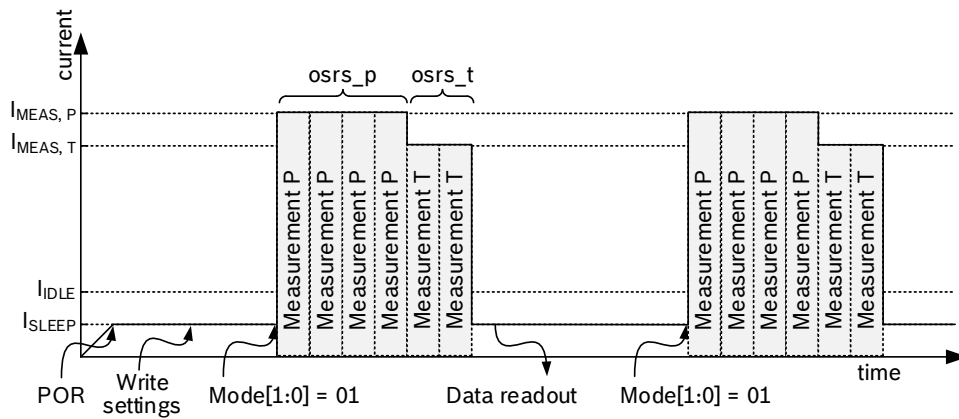 current
osrs_p
osrs_t
I_MEAS, P
I_MEAS, T
Measurement P
Measurement P
Measurement P
Measurement P
Measurement T
Measurement T
Measurement P
Measurement P
Measurement P
Measurement P
Measurement T
Measurement T
I_IDLE
I_SLEEP
time
POR
Write
settings
Mode[1:0] = 01
Data readout
Mode[1:0] = 01